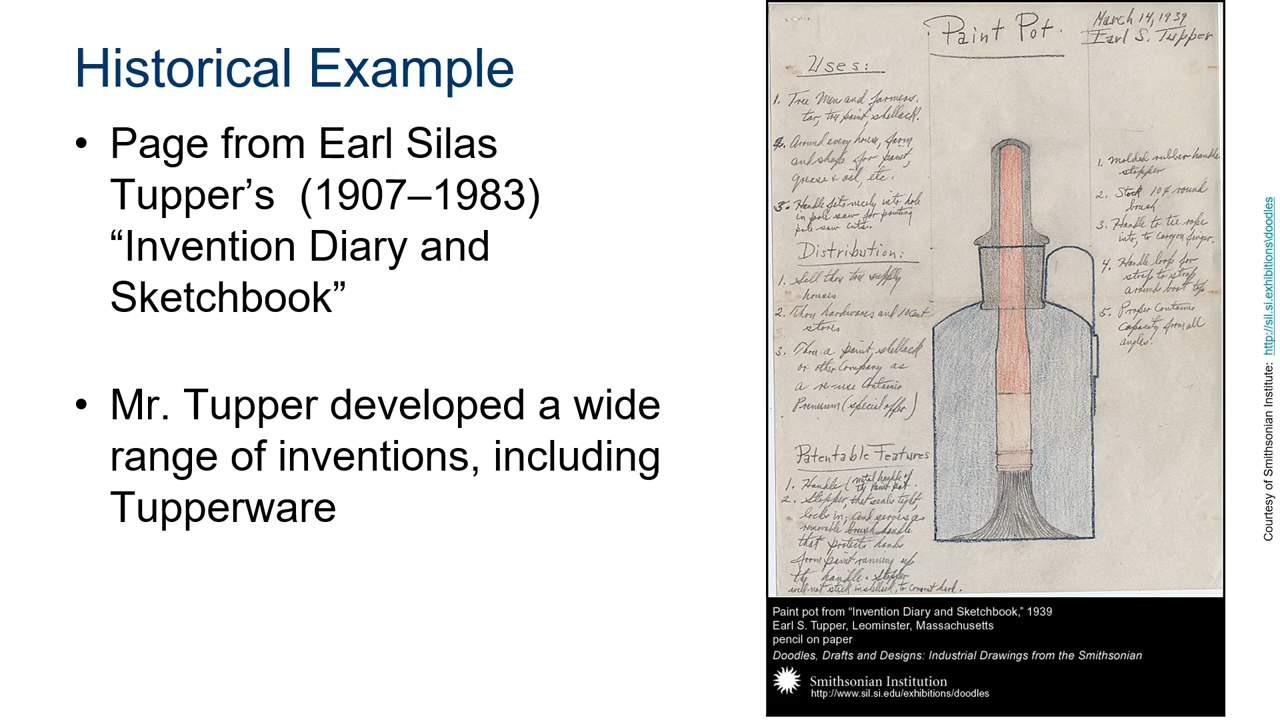 Historical Example
• Page from Earl Silas
Tupper’s (1907–1983)
“Invention Diary and
Sketchbook”
• Mr. Tupper developed a wide
range of inventions, including
Tupperware
Paint Pot.
March 14, 1939
Earl S. Tupper
Uses:
1. Tree Men and farmers.
tar, paint, shellack.
2. Around every house, farm,
and shop for paint,
grease & oil, etc.
3. Handle fits nicely into hole
in pole saw for painting
pole saw cuts.
Distribution:
1. Sell thru tree supply
houses
2. Thru hardwares and 10 cent
stores
3. Thru a paint, shellack
or other Company as
a re-use Container
Premium (special offer)
Patentable Features
1. Handle
2. Stopper, that seals tight,
locks in, and serves as
removable brush handle
that protects hands
from paint running up
the handle. Stopper
will not stick in shellack, to cement hard.
1. Molded rubber handle
stopper
2. Stock 10¢ round
brush
3. Handle to tie rope
into, to carry on finger.
4. Handle loop for
strap to strap
around boot top
5. Proper Container
Capacity from all
angles.
Paint pot from “Invention Diary and Sketchbook,” 1939
Earl S. Tupper, Leominster, Massachusetts
pencil on paper
Doodles, Drafts and Designs: Industrial Drawings from the Smithsonian
Smithsonian Institution
http://www.sil.si.edu/exhibitions/doodles
Courtesy of Smithsonian Institute: http://sil.si.exhibitions\doodles